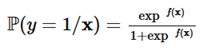 ℙ(y = 1/𝐱) = exp f(𝐱) / 1+exp f(𝐱)